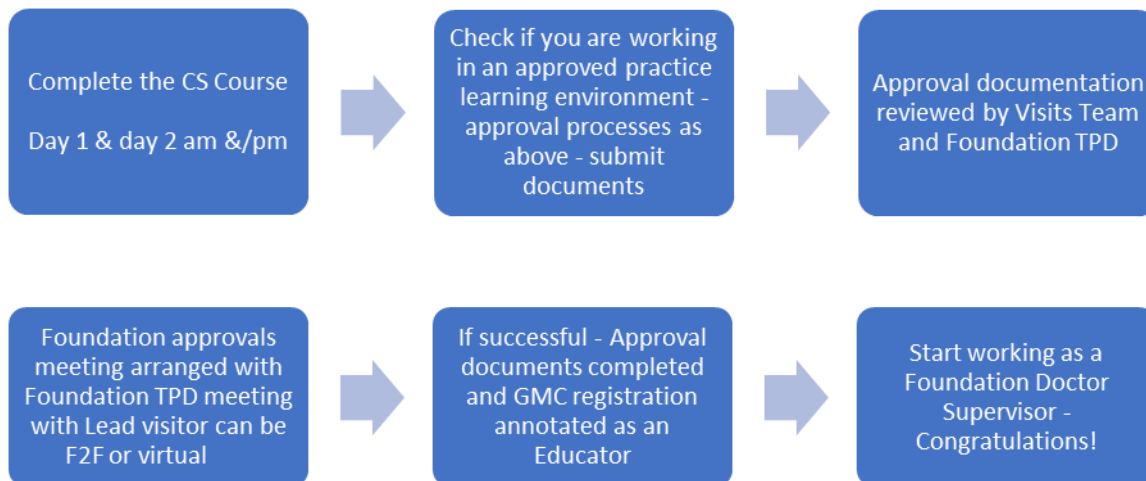 Complete the CS Course
Day 1 & day 2 am &/pm
Check if you are working
in an approved practice
learning environment -
approval processes as
above - submit
documents
Approval documentation
reviewed by Visits Team
and Foundation TPD
Foundation approvals
meeting arranged with
Foundation TPD meeting
with Lead visitor can be
F2F or virtual
If successful - Approval
documents completed
and GMC registration
annotated as an
Educator
Start working as a
Foundation Doctor
Supervisor -
Congratulations!